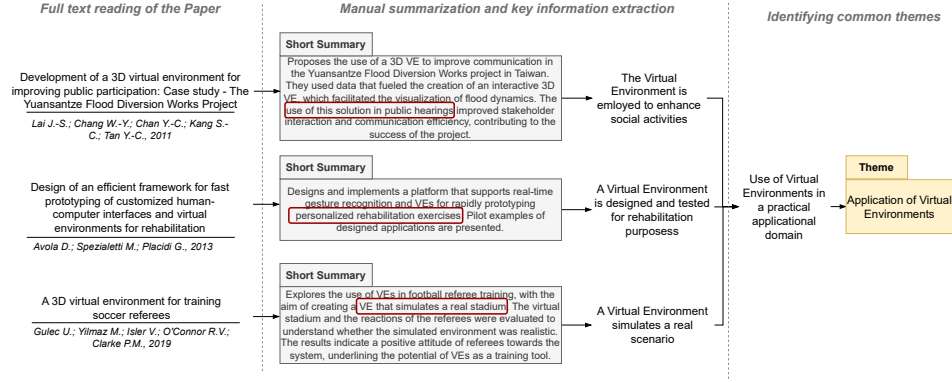 Full text reading of the Paper
Manual summarization and key information extraction
Identifying common themes
Development of a 3D virtual environment for
improving public participation: Case study - The
Yuansantze Flood Diversion Works Project
Lai J.-S.; Chang W.-Y.; Chan Y.-C.; Kang S.-
C.; Tan Y.-C., 2011
Short Summary
Proposes the use of a 3D VE to improve communication in
the Yuansantze Flood Diversion Works project in Taiwan.
They used data that fueled the creation of an interactive 3D
VE, which facilitated the visualization of flood dynamics. The
use of this solution in public hearings improved stakeholder
interaction and communication efficiency, contributing to the
success of the project.
The Virtual
Environment is
emloyed to enhance
social activities
Design of an efficient framework for fast
prototyping of customized human-
computer interfaces and virtual
environments for rehabilitation
Avola D.; Spezialetti M.; Placidi G., 2013
Short Summary
Designs and implements a platform that supports real-time
gesture recognition and VEs for rapidly prototyping
personalized rehabilitation exercises. Pilot examples of
designed applications are presented.
A Virtual Environment
is designed and tested
for rehabilitation
purposess
A 3D virtual environment for training
soccer referees
Gulec U.; Yilmaz M.; Isler V.; O'Connor R.V.;
Clarke P.M., 2019
Short Summary
Explores the use of VEs in football referee training, with the
aim of creating a VE that simulates a real stadium. The virtual
stadium and the reactions of the referees were evaluated to
understand whether the simulated environment was realistic.
The results indicate a positive attitude of referees towards the
system, underlining the potential of VEs as a training tool.
A Virtual Environment
simulates a real
scenario
Use of Virtual
Environments in
a practical
applicational
domain
Theme
Application of Virtual
Environments